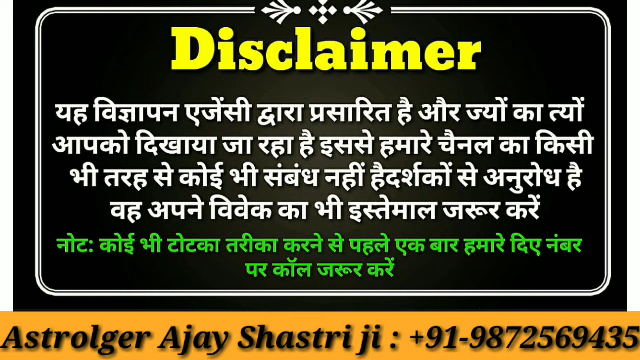 Disclaimer
यह विज्ञापन एजेंसी द्वारा प्रसारित है और ज्यों का त्यों
आपको दिखाया जा रहा है इससे हमारे चैनल का किसी
भी तरह से कोई भी संबंध नहीं हैदर्शकों से अनुरोध है
वह अपने विवेक का भी इस्तेमाल जरूर करें
नोट: कोई भी टोटका तरीका करने से पहले एक बार हमारे दिए नंबर
पर कॉल जरूर करें
Astrolger Ajay Shastri ji : +91-9872569435